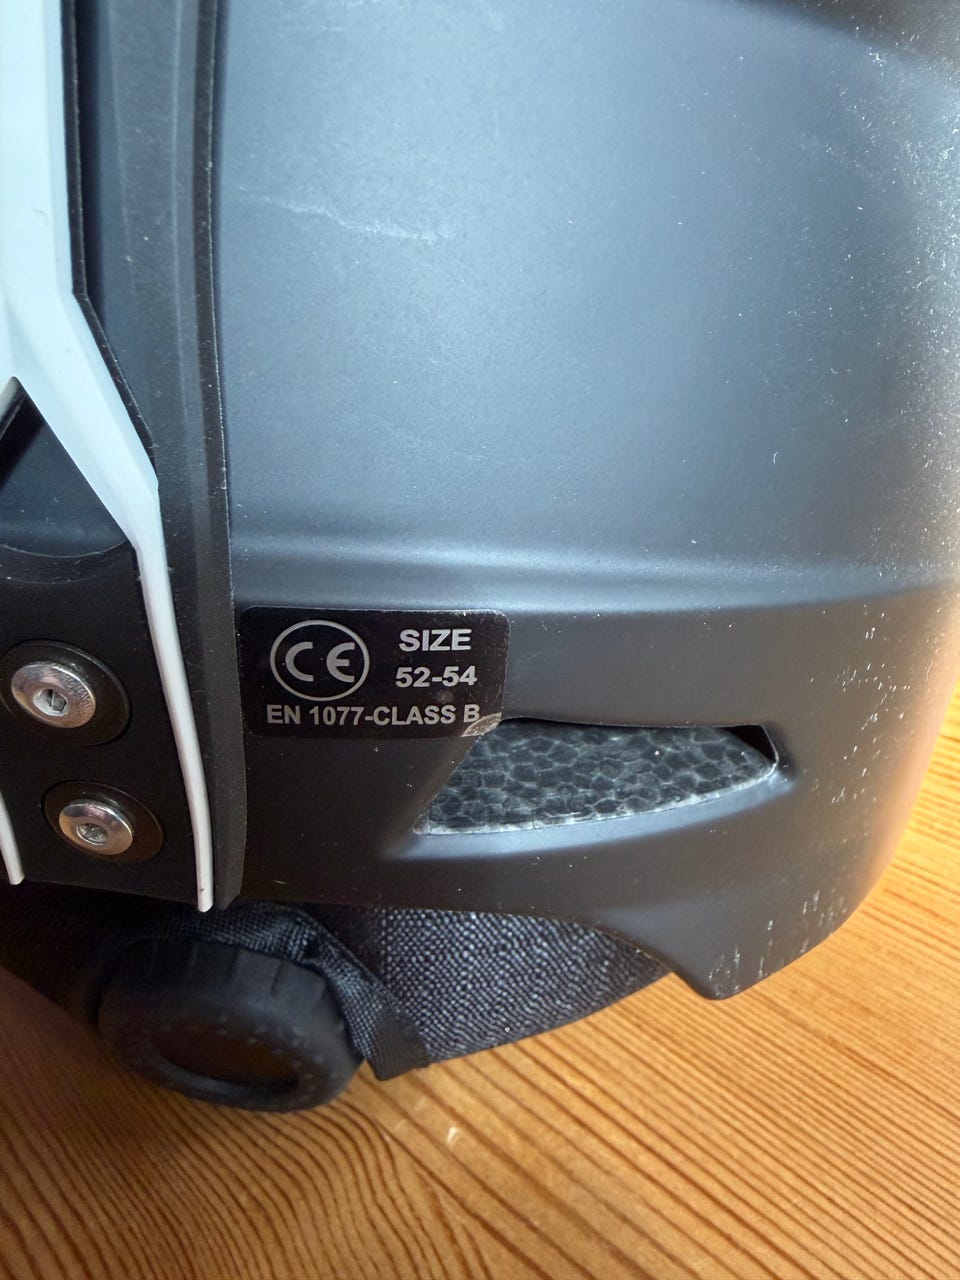 CE SIZE
52-54
EN 1077-CLASS B